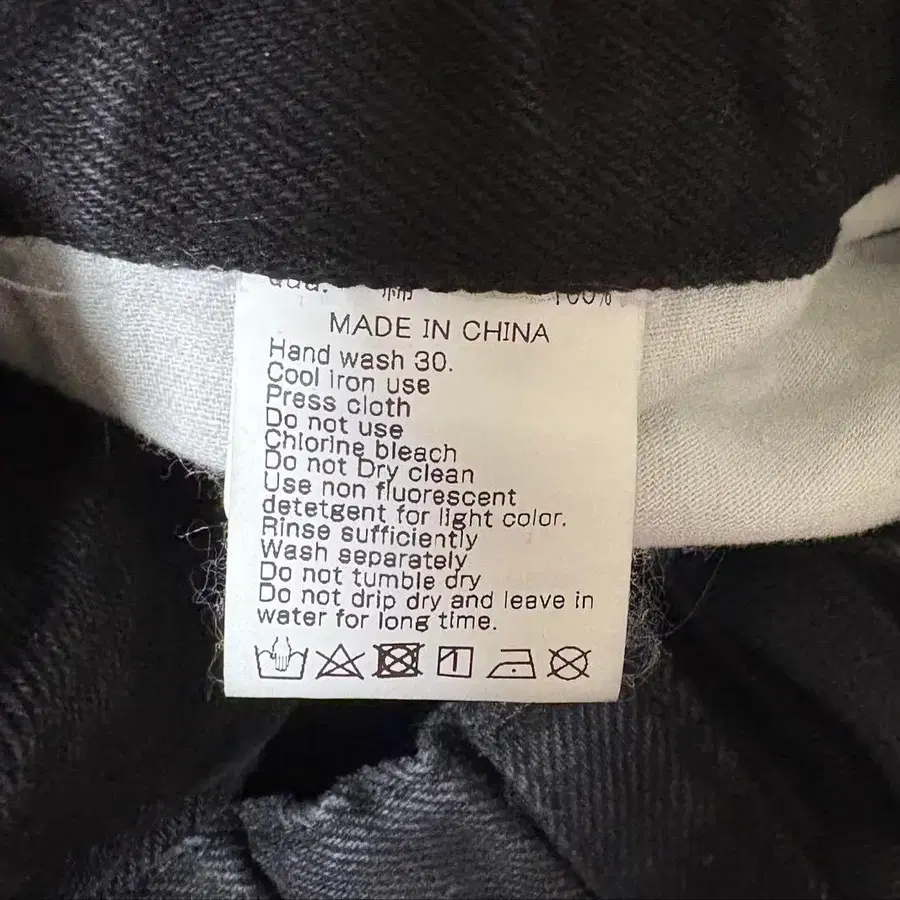 綿 100%
MADE IN CHINA
Hand wash 30.
Cool iron use
Press cloth
Do not use
Chlorine bleach
Do not Dry clean
Use non fluorescent
detetgent for light color.
Rinse sufficiently
Wash separately
Do not tumble dry
Do not drip dry and leave in
water for long time.